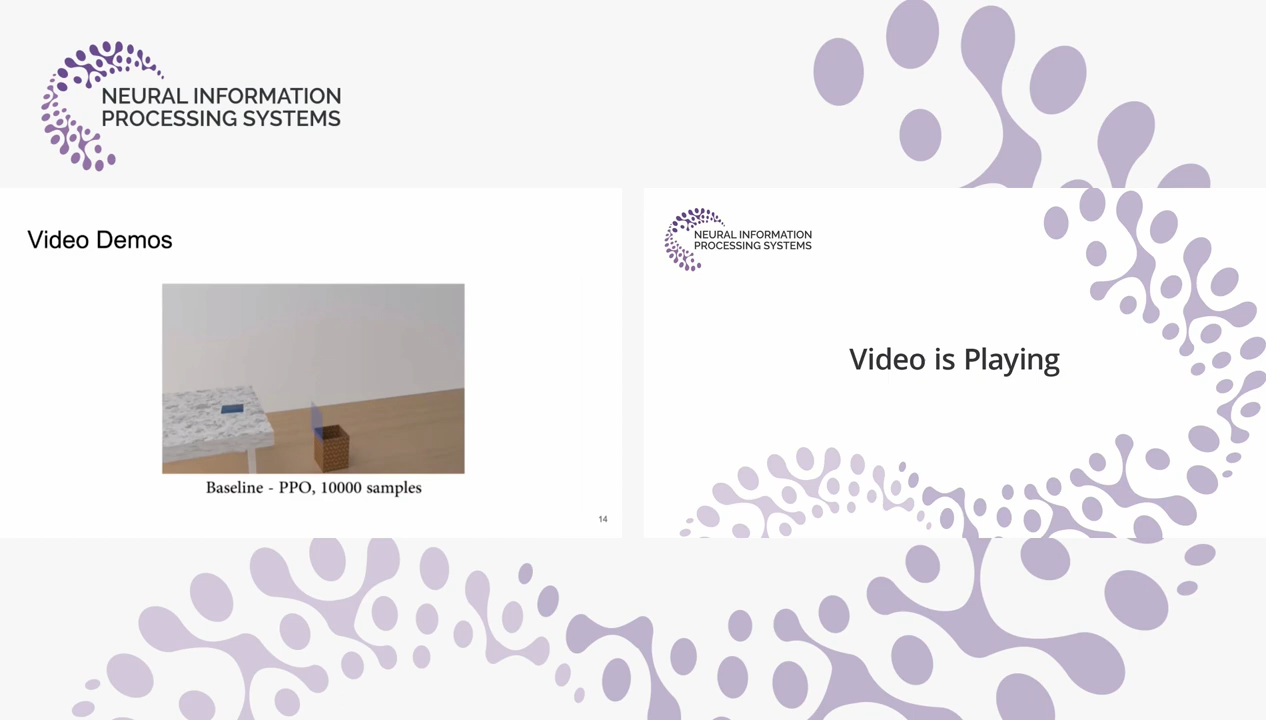 NEURAL INFORMATION
PROCESSING SYSTEMS
Video Demos
Baseline - PPO, 10000 samples
14
NEURAL INFORMATION
PROCESSING SYSTEMS
Video is Playing